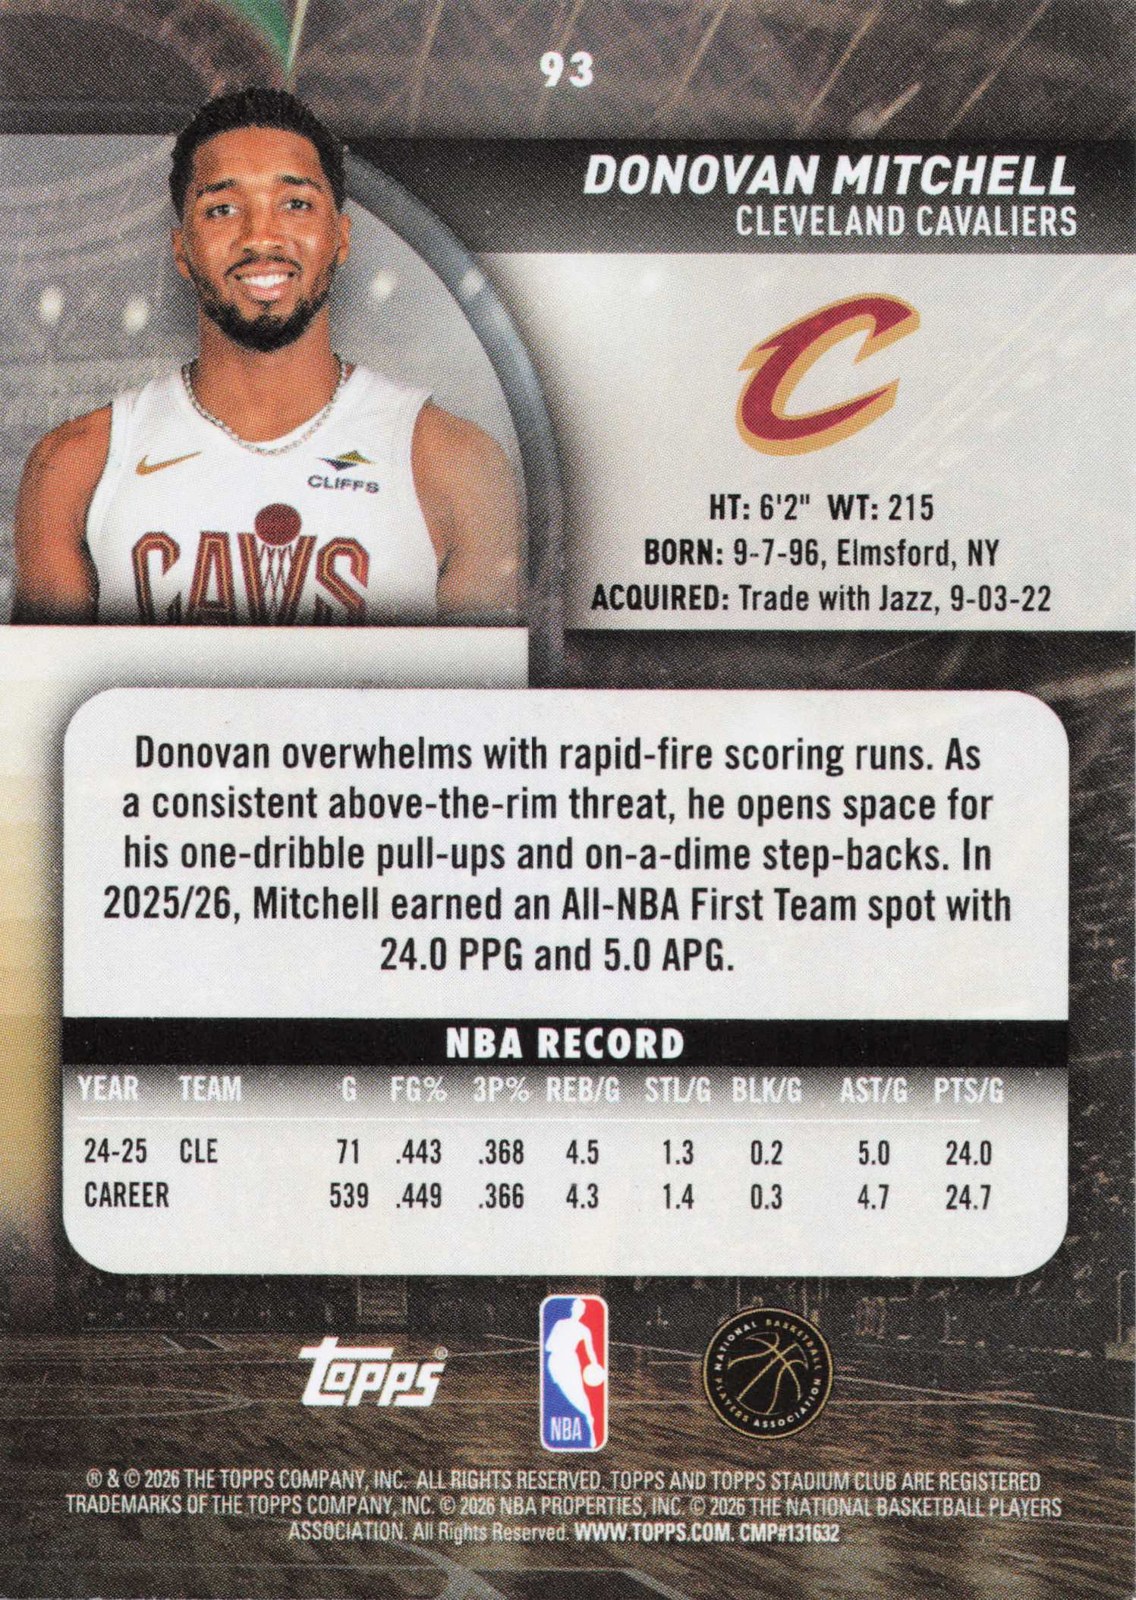 93
DONOVAN MITCHELL
CLEVELAND CAVALIERS
CLIFFS
CAVS
HT: 6'2" WT: 215
BORN: 9-7-96, Elmsford, NY
ACQUIRED: Trade with Jazz, 9-03-22
Donovan overwhelms with rapid-fire scoring runs. As
a consistent above-the-rim threat, he opens space for
his one-dribble pull-ups and on-a-dime step-backs. In
2025/26, Mitchell earned an All-NBA First Team spot with
24.0 PPG and 5.0 APG.
NBA RECORD
YEAR TEAM G FG% 3P% REB/G STL/G BLK/G AST/G PTS/G
24-25 CLE 71 .443 .368 4.5 1.3 0.2 5.0 24.0
CAREER 539 .449 .366 4.3 1.4 0.3 4.7 24.7
TOPPS®
NBA
NATIONAL BASKETBALL
PLAYERS ASSOCIATION
® & © 2026 THE TOPPS COMPANY, INC. ALL RIGHTS RESERVED. TOPPS AND TOPPS STADIUM CLUB ARE REGISTERED
TRADEMARKS OF THE TOPPS COMPANY, INC. © 2026 NBA PROPERTIES, INC. © 2026 THE NATIONAL BASKETBALL PLAYERS
ASSOCIATION. All Rights Reserved. WWW.TOPPS.COM. CMP#131632